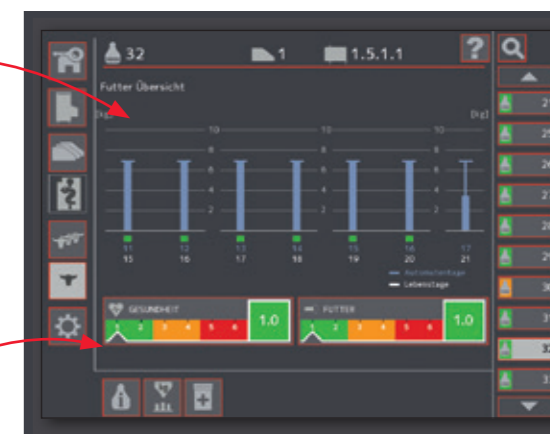 32 1 1.5.1.1 ?
Futter Übersicht
[kg] [kg]
10 10 10
8 8 8
6 6 6
4 4 4
2 2 2
11 12 13 14 15 16 17
15 16 17 18 19 20 21
Automatentage
Lebenstage
GESUNDHEIT
1 2 3 4 5 6 1.0
FUTTER
1 2 3 4 5 6 1.0